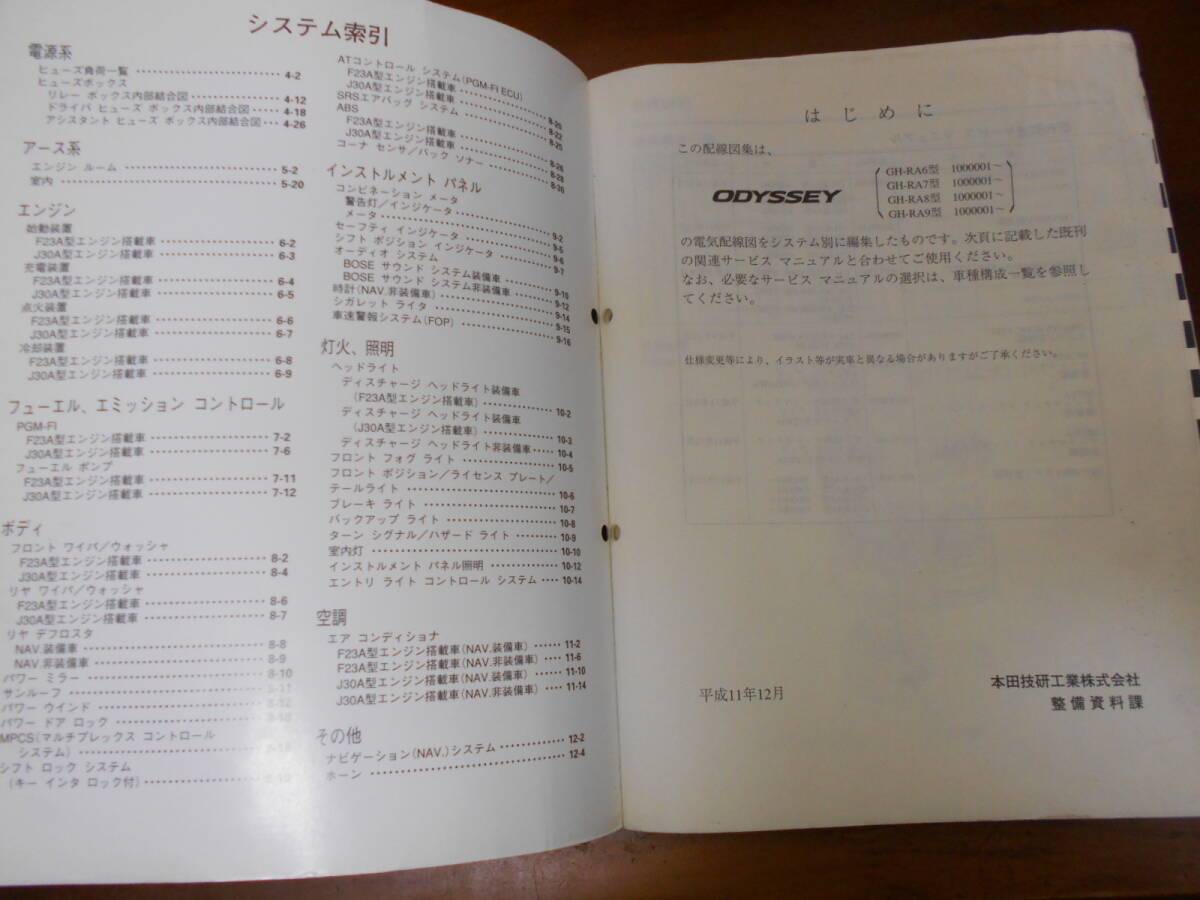 システム索引
電源系
ヒューズ負荷一覧 4-2
ヒューズボックス
リレー ボックス内部結合図 4-12
ドライバ ヒューズ ボックス内部結合図 4-18
アシスタント ヒューズ ボックス内部結合図 4-26
アース系
エンジン ルーム 5-2
室内 5-20
エンジン
始動装置
F23A型エンジン搭載車 6-2
J30A型エンジン搭載車 6-3
充電装置
F23A型エンジン搭載車 6-4
J30A型エンジン搭載車 6-5
点火装置
F23A型エンジン搭載車 6-6
J30A型エンジン搭載車 6-7
冷却装置
F23A型エンジン搭載車 6-8
J30A型エンジン搭載車 6-9
フューエル、エミッション コントロール
PGM-FI
F23A型エンジン搭載車 7-2
J30A型エンジン搭載車 7-6
フューエル ポンプ
F23A型エンジン搭載車 7-11
J30A型エンジン搭載車 7-12
ボディ
フロント ワイパ/ウォッシャ
F23A型エンジン搭載車 8-2
J30A型エンジン搭載車 8-4
リヤ ワイパ/ウォッシャ
F23A型エンジン搭載車 8-6
J30A型エンジン搭載車 8-7
リヤ デフロスタ
NAV.装備車 8-8
NAV.非装備車 8-9
パワー ミラー 8-10
サンルーフ 8-11
パワー ウインド 8-12
パワー ドア ロック
MPCS(マルチプレックス コントロール
システム)
シフト ロック システム
(キー インタ ロック付)
ATコントロール システム(PGM-FI ECU)
F23A型エンジン搭載車 8-20
J30A型エンジン搭載車 8-22
SRSエアバッグ システム 8-25
ABS
F23A型エンジン搭載車 8-26
J30A型エンジン搭載車 8-28
コーナ センサ/バック ソナー 8-30
インストルメント パネル
コンビネーション メータ
警告灯/インジケータ 9-2
メータ 9-5
セーフティ インジケータ 9-6
シフト ポジション インジケータ 9-7
オーディオ システム
BOSE サウンド システム装備車 9-10
BOSE サウンド システム非装備車 9-12
時計(NAV.非装備車) 9-14
シガレット ライタ 9-15
車速警報システム(FOP) 9-16
灯火、照明
ヘッドライト
ディスチャージ ヘッドライト装備車
(F23A型エンジン搭載車) 10-2
ディスチャージ ヘッドライト装備車
(J30A型エンジン搭載車) 10-3
ディスチャージ ヘッドライト非装備車 10-4
フロント フォグ ライト 10-5
フロント ポジション/ライセンス プレート/
テールライト 10-6
ブレーキ ライト 10-7
バックアップ ライト 10-8
ターン シグナル/ハザード ライト 10-9
室内灯 10-10
インストルメント パネル照明 10-12
エントリ ライト コントロール システム 10-14
空調
エア コンディショナ
F23A型エンジン搭載車(NAV.装備車) 11-2
F23A型エンジン搭載車(NAV.非装備車) 11-6
J30A型エンジン搭載車(NAV.装備車) 11-10
J30A型エンジン搭載車(NAV.非装備車) 11-14
その他
ナビゲーション(NAV.)システム 12-2
ホーン 12-4
はじめに
この配線図集は、
ODYSSEY
GH-RA6型 1000001~
GH-RA7型 1000001~
GH-RA8型 1000001~
GH-RA9型 1000001~
の電気配線図をシステム別に編集したものです。次頁に記載した既刊
の関連サービス マニュアルと合わせてご使用ください。
なお、必要なサービス マニュアルの選択は、車種構成一覧を参照し
てください。
仕様変更等により、イラスト等が実車と異なる場合がありますがご了承ください。
平成11年12月
本田技研工業株式会社
整備資料課